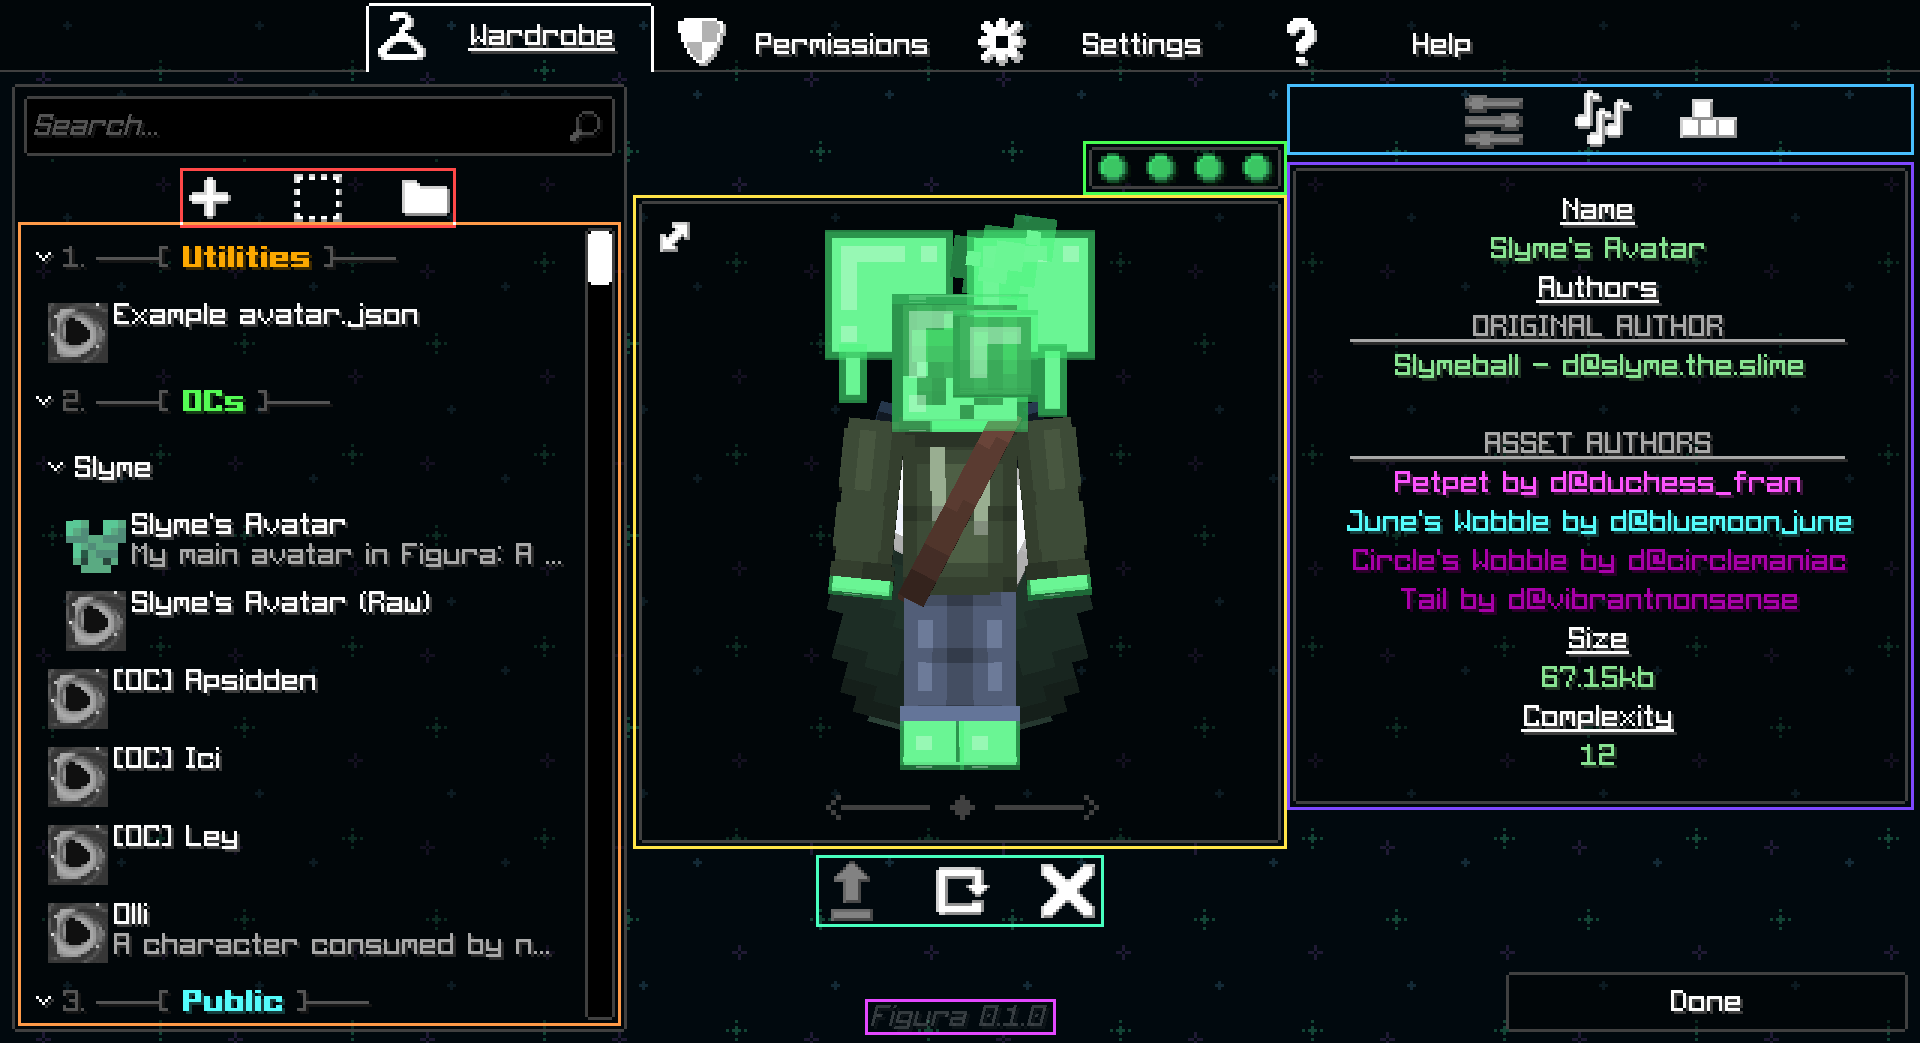 Wardrobe
Permissions
Settings
Help
Search...
1. [ Utilities ]
Example avatar.json
2. [ OCs ]
Slyme
Slyme's Avatar
My main avatar in Figura: A ...
Slyme's Avatar (Raw)
[OC] Apsidden
[OC] Ici
[OC] Ley
Olli
A character consumed by n...
3. [ Public ]
Figura 0.1.0
Name
Slyme's Avatar
Authors
ORIGINAL AUTHOR
Slymeball - d@slyme.the.slime
ASSET AUTHORS
Petpet by d@duchess_fran
June's Wobble by d@bluemoonjune
Circle's Wobble by d@circlemaniac
Tail by d@vibrantnonsense
Size
67.15kb
Complexity
12
Done